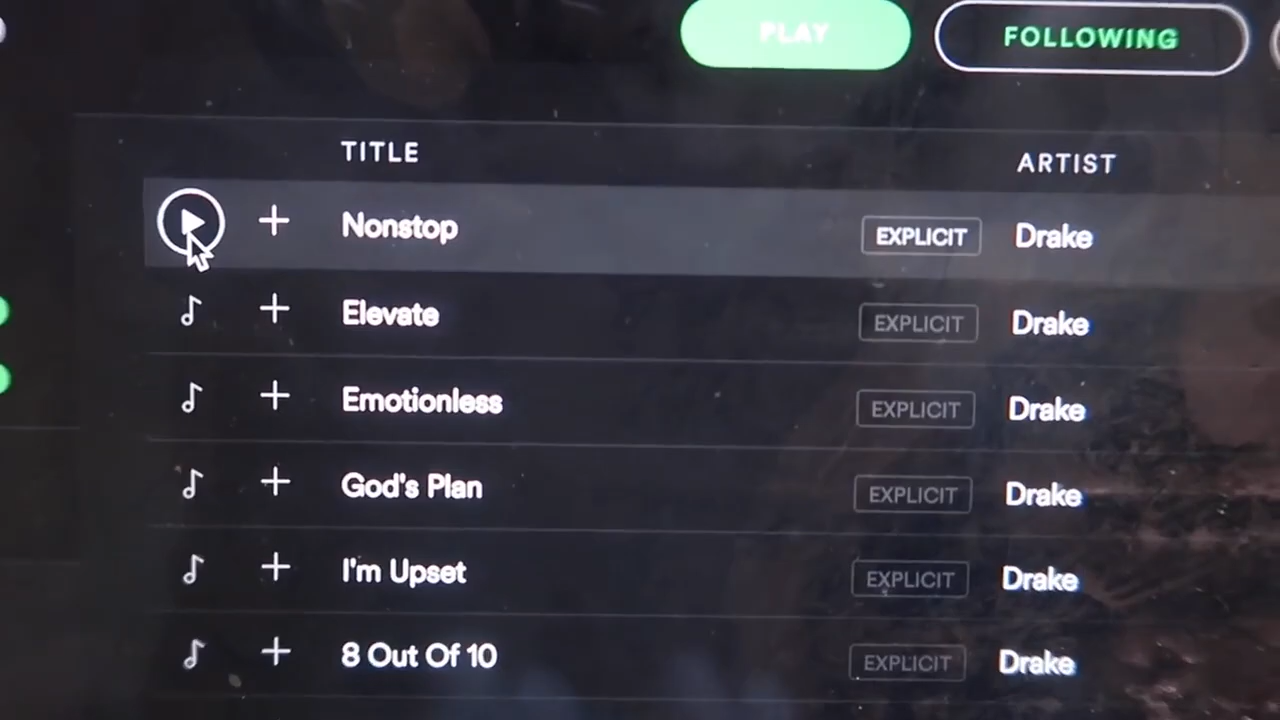 PLAY FOLLOWING
TITLE ARTIST
Nonstop EXPLICIT Drake
Elevate EXPLICIT Drake
Emotionless EXPLICIT Drake
God's Plan EXPLICIT Drake
I'm Upset EXPLICIT Drake
8 Out Of 10 EXPLICIT Drake